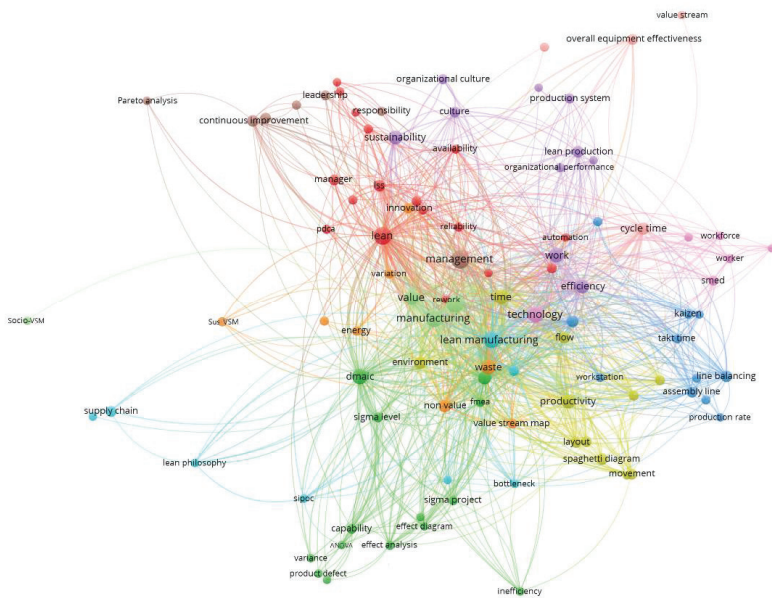 value stream
overall equipment effectiveness
organizational culture
leadership
Pareto analysis
production system
responsibility
culture
continuous improvement
sustainability
availability
lean production
organizational performance
manager
lss
innovation
pdca
reliability
lean
automation
cycle time
workforce
work
worker
management
variation
smed
efficiency
value
time
rework
technology
kaizen
Socio-VSM
Sus VSM
manufacturing
energy
lean manufacturing
flow
takt time
environment
waste
dmaic
workstation
line balancing
assembly line
fmea
productivity
non value
supply chain
sigma level
value stream map
production rate
layout
lean philosophy
spaghetti diagram
movement
bottleneck
sipoc
sigma project
capability
effect diagram
ANOVA
effect analysis
variance
product defect
inefficiency